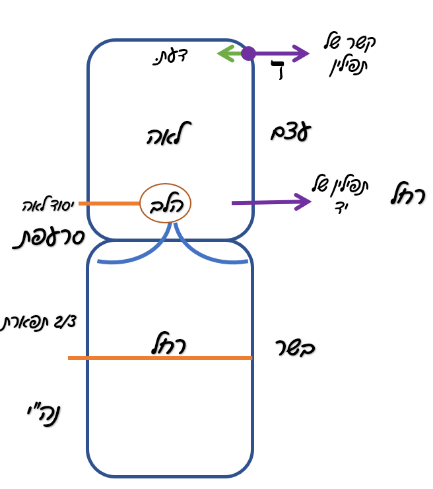 קשר של
תפילין
ד
דעת.
לאה
עצם
תפילין של
יד
רחל
יסוד לאה
הלב
סרעפת
2/3 תפארת
רחל
בשר
נה"י